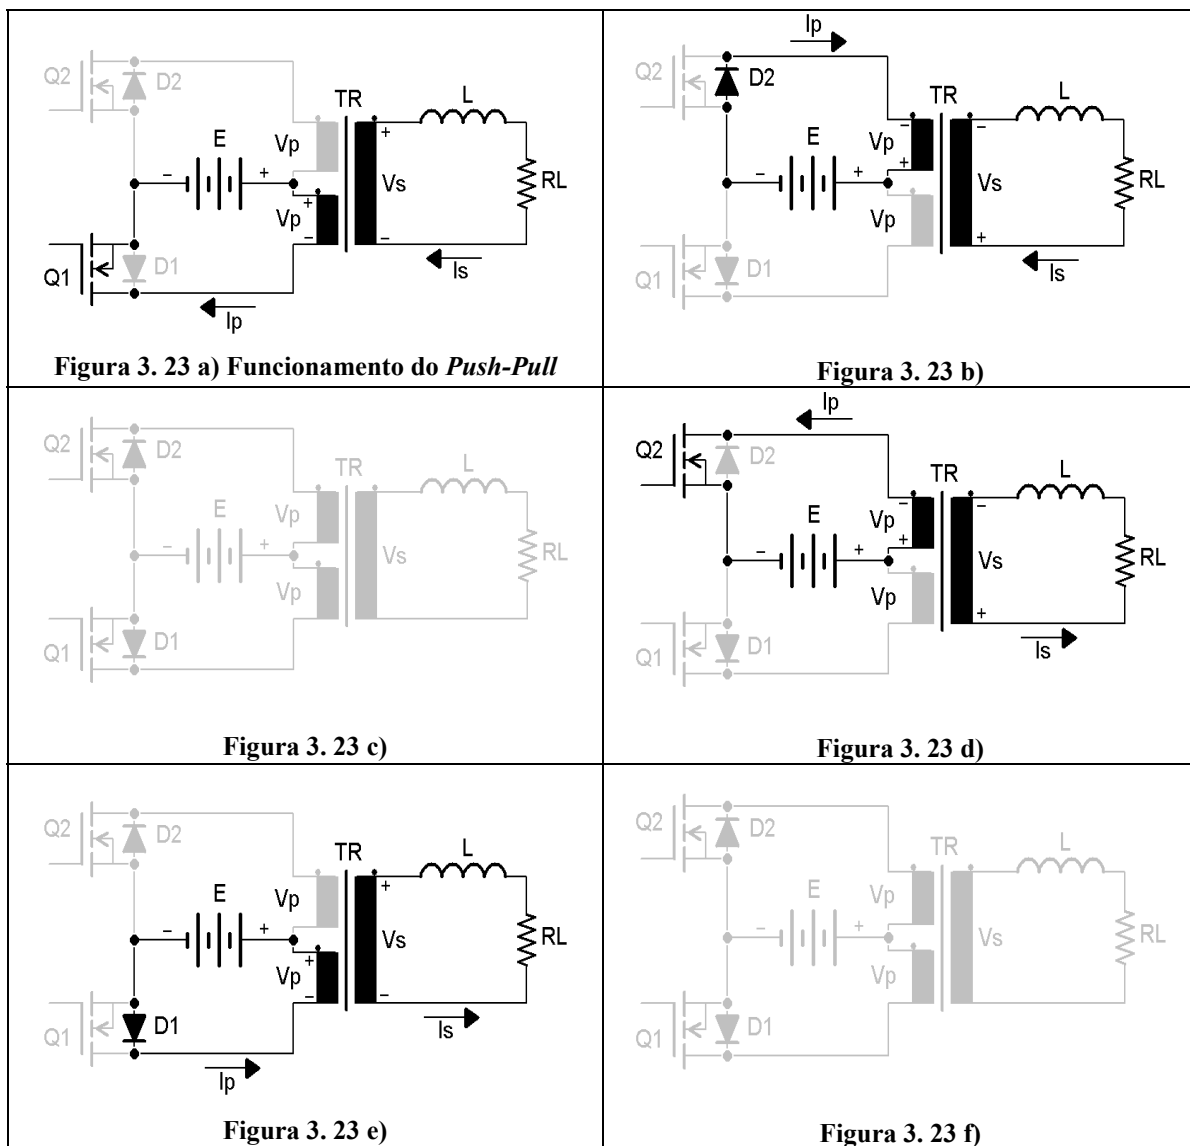 Q2
D2
TR
L
E
Vp
– +
+
Vs
RL
Vp
+
–
–
Q1
D1
Is
Ip
Figura 3. 23 a) Funcionamento do Push-Pull
Ip
Q2
D2
TR
L
E
Vp
–
–
– +
+
Vs
RL
Vp
+
Q1
D1
Is
Figura 3. 23 b)
Q2
D2
TR
L
E
Vp
– +
Vs
RL
Vp
Q1
D1
Figura 3. 23 c)
Ip
Q2
D2
TR
L
E
Vp
–
–
– +
+
Vs
RL
Vp
+
Q1
D1
Is
Figura 3. 23 d)
Q2
D2
TR
L
E
Vp
+
– +
Vs
RL
Vp
+
–
–
Q1
D1
Is
Ip
Figura 3. 23 e)
Q2
D2
TR
L
E
Vp
– +
Vs
RL
Vp
Q1
D1
Figura 3. 23 f)